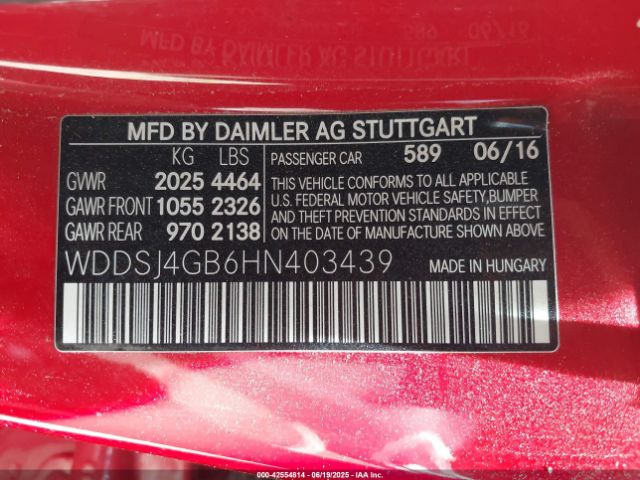 MFD BY DAIMLER AG STUTTGART
KG LBS
GVWR 2025 4464
GAWR FRONT 1055 2326
GAWR REAR 970 2138
PASSENGER CAR 589 06/16
THIS VEHICLE CONFORMS TO ALL APPLICABLE
U.S. FEDERAL MOTOR VEHICLE SAFETY,BUMPER
AND THEFT PREVENTION STANDARDS IN EFFECT
ON THE DATE OF MANUFACTURE SHOWN ABOVE
WDDSJ4GB6HN403439 MADE IN HUNGARY
000-42554814 - 06/19/2025 - IAAI.COM